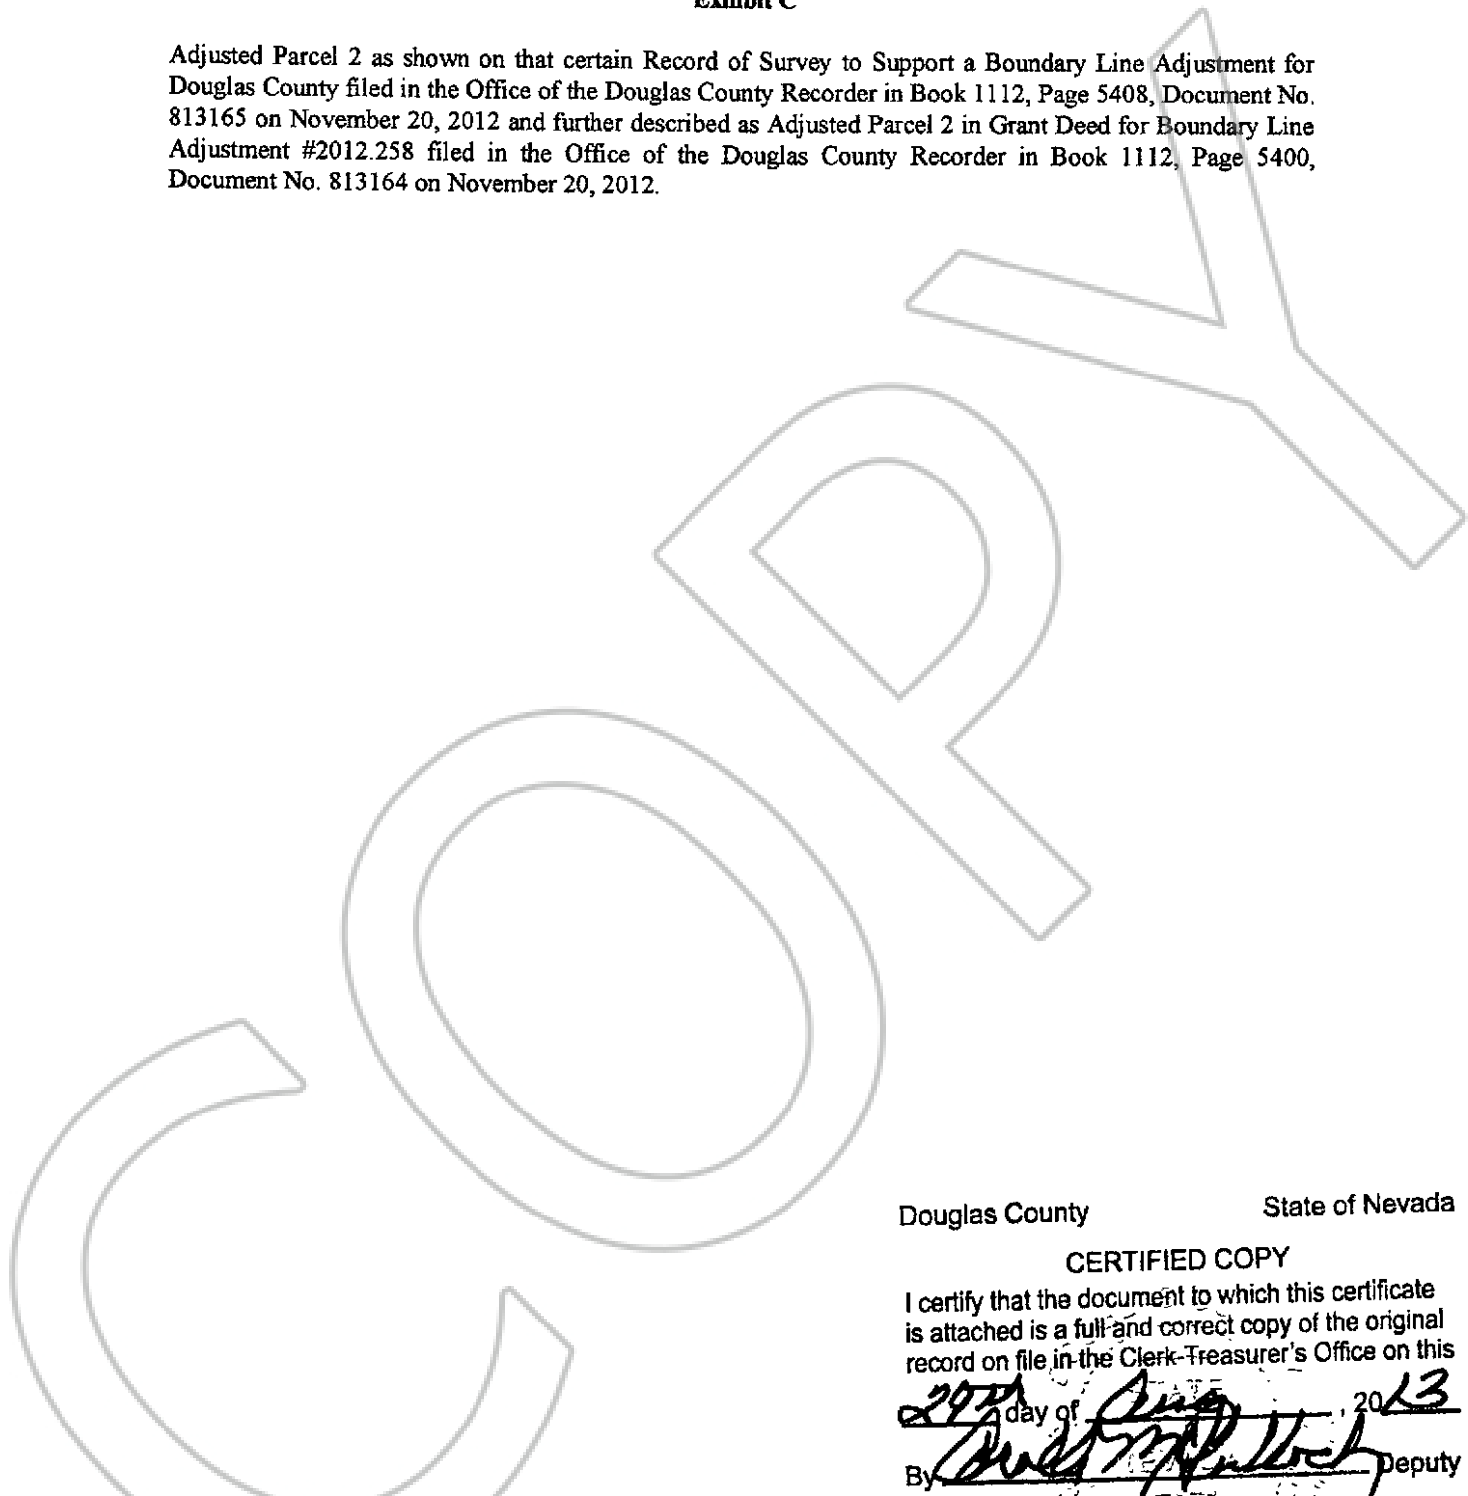 Exhibit C
Adjusted Parcel 2 as shown on that certain Record of Survey to Support a Boundary Line Adjustment for
Douglas County filed in the Office of the Douglas County Recorder in Book 1112, Page 5408, Document No.
813165 on November 20, 2012 and further described as Adjusted Parcel 2 in Grant Deed for Boundary Line
Adjustment #2012.258 filed in the Office of the Douglas County Recorder in Book 1112, Page 5400,
Document No. 813164 on November 20, 2012.
COPY
Douglas County State of Nevada
CERTIFIED COPY
I certify that the document to which this certificate
is attached is a full and correct copy of the original
record on file in the Clerk-Treasurer's Office on this
29th day of Aug, 2013
By Deputy